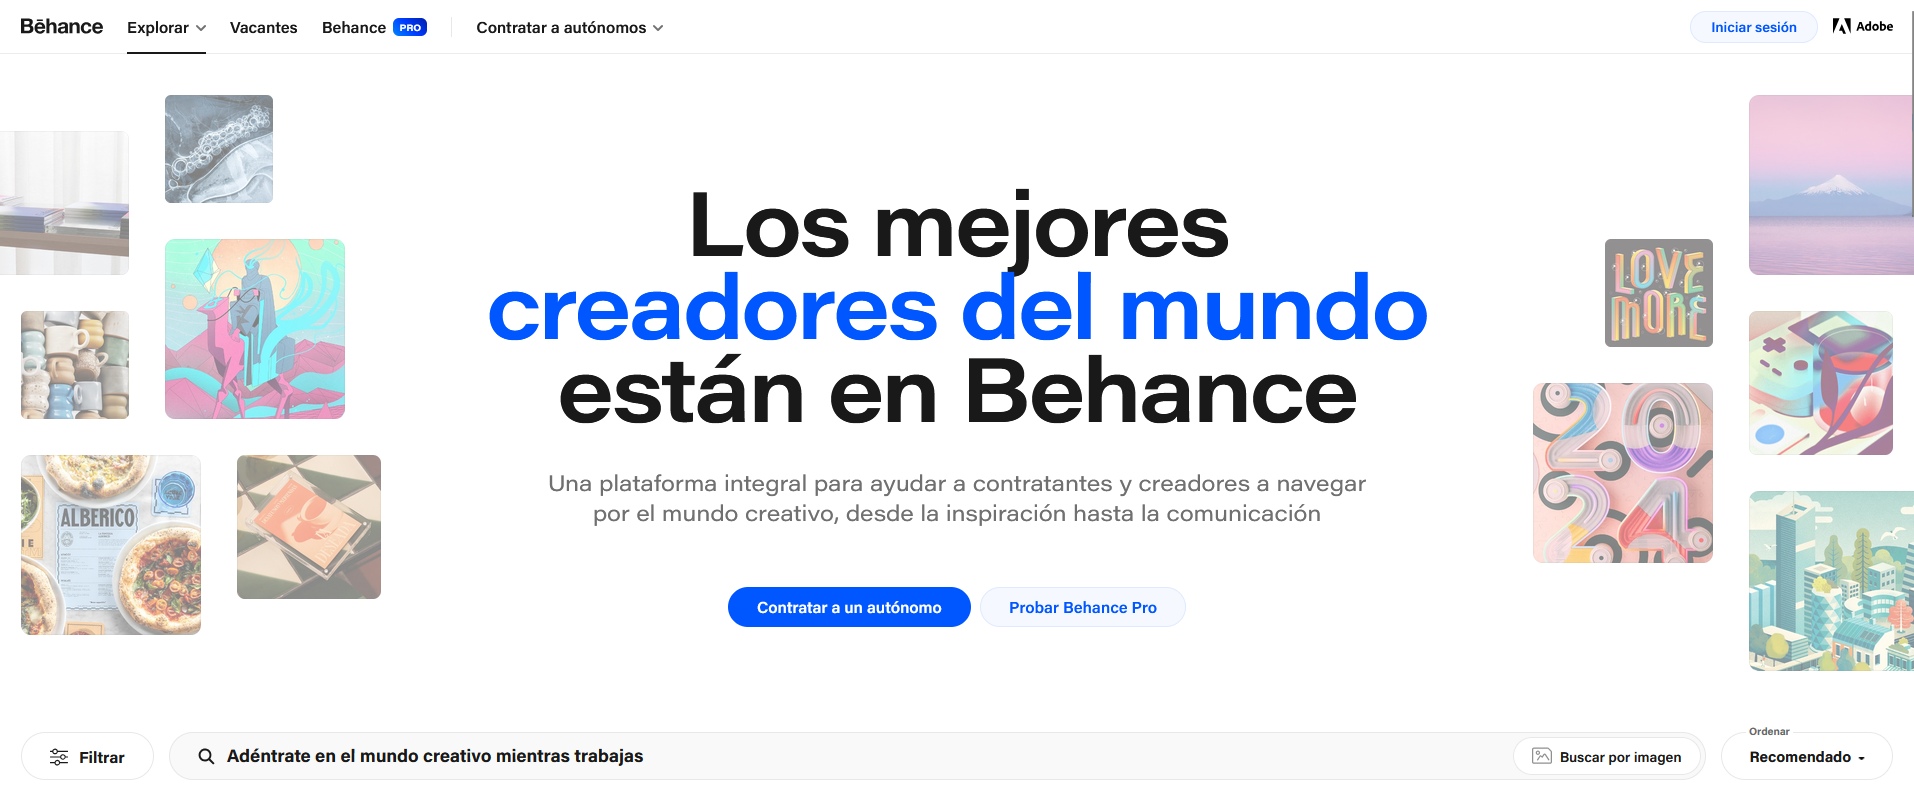 Bēhance
Explorar
Vacantes
Behance PRO
Contratar a autónomos
Iniciar sesión
Adobe
Los mejores
creadores del mundo
están en Behance
Una plataforma integral para ayudar a contratantes y creadores a navegar
por el mundo creativo, desde la inspiración hasta la comunicación
Contratar a un autónomo
Probar Behance Pro
ALBERICO
LOVE
MORE
20
24
Filtrar
Adéntrate en el mundo creativo mientras trabajas
Buscar por imagen
Ordenar
Recomendado